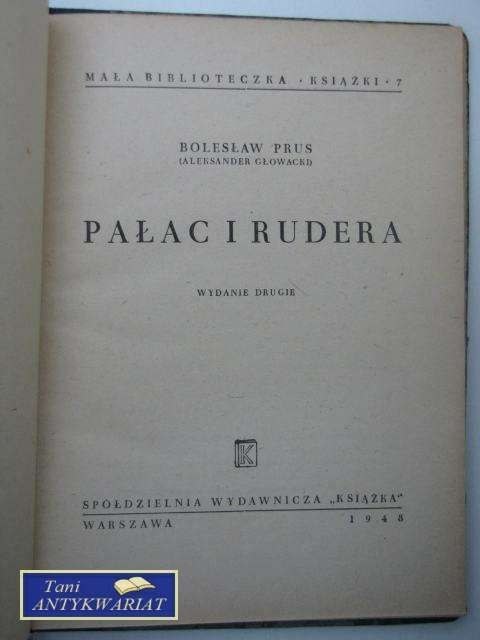 MAŁA BIBLIOTECZKA · KSIĄŻKI · 7
BOLESŁAW PRUS
(ALEKSANDER GŁOWACKI)
PAŁAC I RUDERA
WYDANIE DRUGIE
K
SPÓŁDZIELNIA WYDAWNICZA „KSIĄŻKA"
WARSZAWA 1948
Tani
ANTYKWARIAT